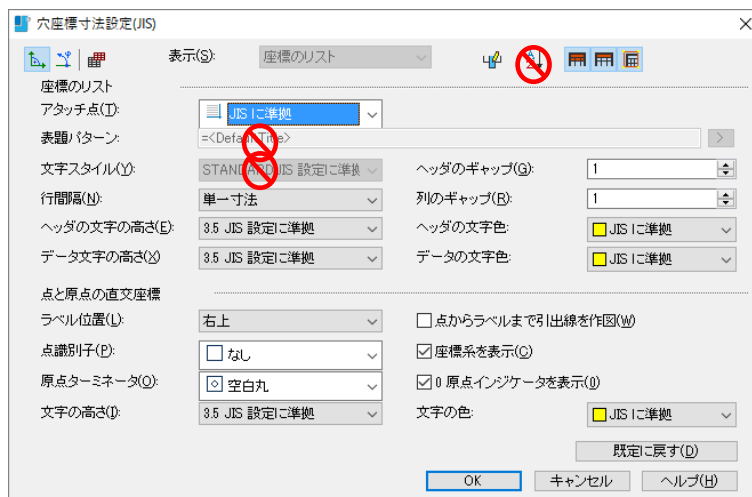 穴座標寸法設定(JIS)
表示(S): 座標のリスト
座標のリスト
アタッチ点(T): JIS に準拠
表題パターン: =<Default Title> >
文字スタイル(Y): STANDARD JIS 設定に準拠 ヘッダのギャップ(G): 1
行間隔(N): 単一寸法 列のギャップ(R): 1
ヘッダの文字の高さ(E): 3.5 JIS 設定に準拠 ヘッダの文字色: JIS に準拠
データ文字の高さ(X) 3.5 JIS 設定に準拠 データの文字色: JIS に準拠
点と原点の直交座標
ラベル位置(L): 右上 点からラベルまで引出線を作図(W)
点識別子(P): なし 座標系を表示(C)
原点ターミネータ(O): 空白丸 0 原点インジケータを表示(0)
文字の高さ(I): 3.5 JIS 設定に準拠 文字の色: JIS に準拠
既定に戻す(D)
OK キャンセル ヘルプ(H)